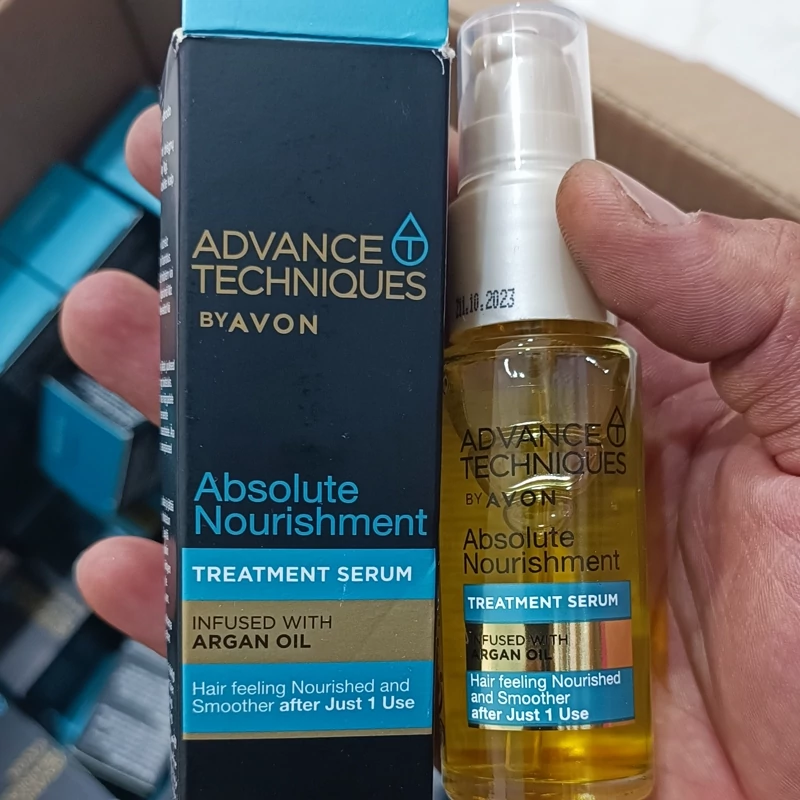 ADVANCE
TECHNIQUES
BY AVON
Absolute
Nourishment
TREATMENT SERUM
INFUSED WITH
ARGAN OIL
Hair feeling Nourished and
Smoother after Just 1 Use
10.2023
ADVANCE
TECHNIQUES
BY AVON
Absolute
Nourishment
TREATMENT SERUM
INFUSED WITH
ARGAN OIL
Hair feeling Nourished
and Smoother
after Just 1 Use